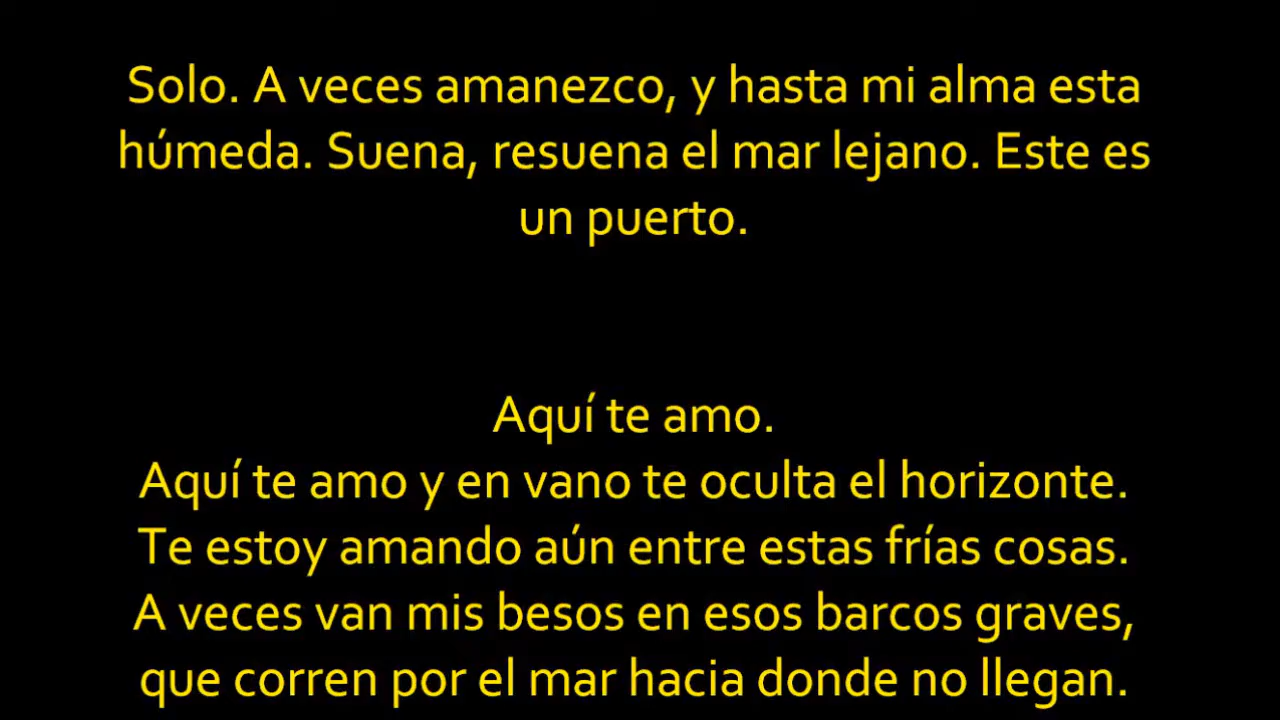 Solo. A veces amanezco, y hasta mi alma esta
húmeda. Suena, resuena el mar lejano. Este es
un puerto.
Aquí te amo.
Aquí te amo y en vano te oculta el horizonte.
Te estoy amando aún entre estas frías cosas.
A veces van mis besos en esos barcos graves,
que corren por el mar hacia donde no llegan.